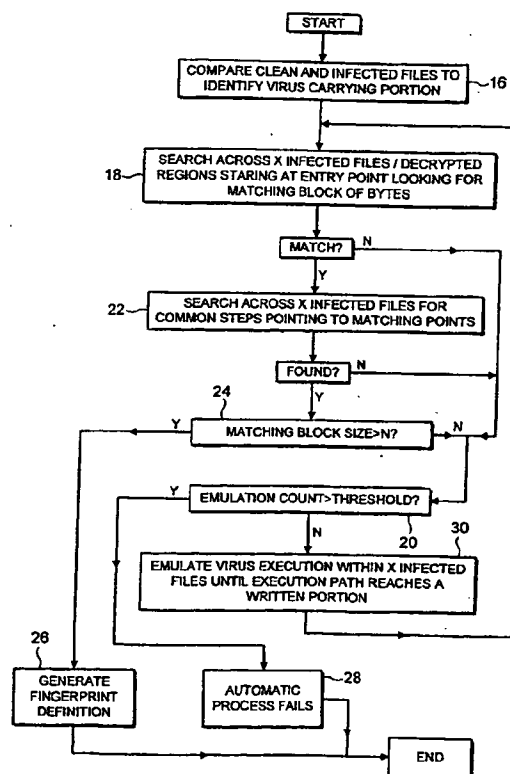 START
COMPARE CLEAN AND INFECTED FILES TO
IDENTIFY VIRUS CARRYING PORTION
16
18
SEARCH ACROSS X INFECTED FILES / DECRYPTED
REGIONS STARING AT ENTRY POINT LOOKING FOR
MATCHING BLOCK OF BYTES
MATCH?
N
Y
22
SEARCH ACROSS X INFECTED FILES FOR
COMMON STEPS POINTING TO MATCHING POINTS
FOUND?
N
Y
24
Y
MATCHING BLOCK SIZE>N?
N
Y
EMULATION COUNT>THRESHOLD?
20
N
30
EMULATE VIRUS EXECUTION WITHIN X INFECTED
FILES UNTIL EXECUTION PATH REACHES A
WRITTEN PORTION
26
GENERATE
FINGERPRINT
DEFINITION
28
AUTOMATIC
PROCESS FAILS
END